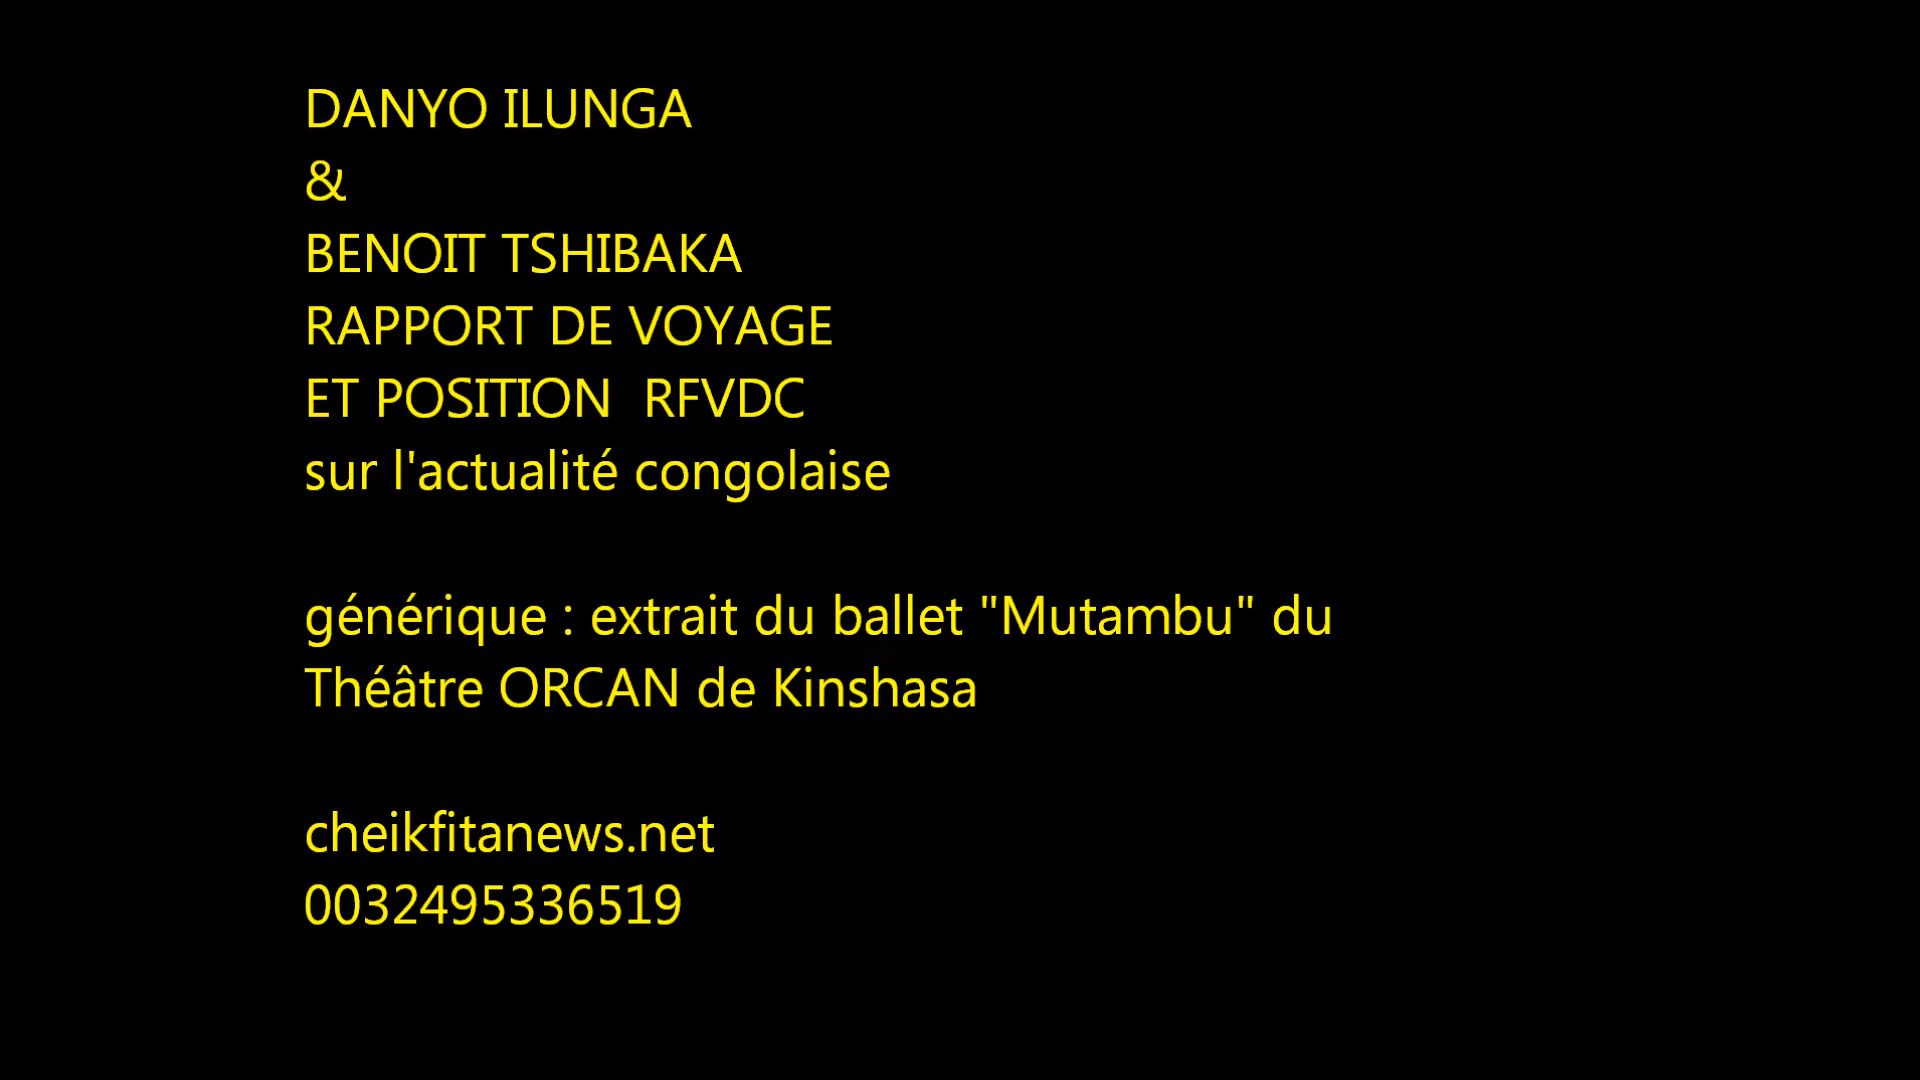 DANYO ILUNGA
&
BENOIT TSHIBAKA
RAPPORT DE VOYAGE
ET POSITION  RFVDC
sur l'actualité congolaise
générique : extrait du ballet "Mutambu" du
Théâtre ORCAN de Kinshasa
cheikfitanews.net
0032495336519